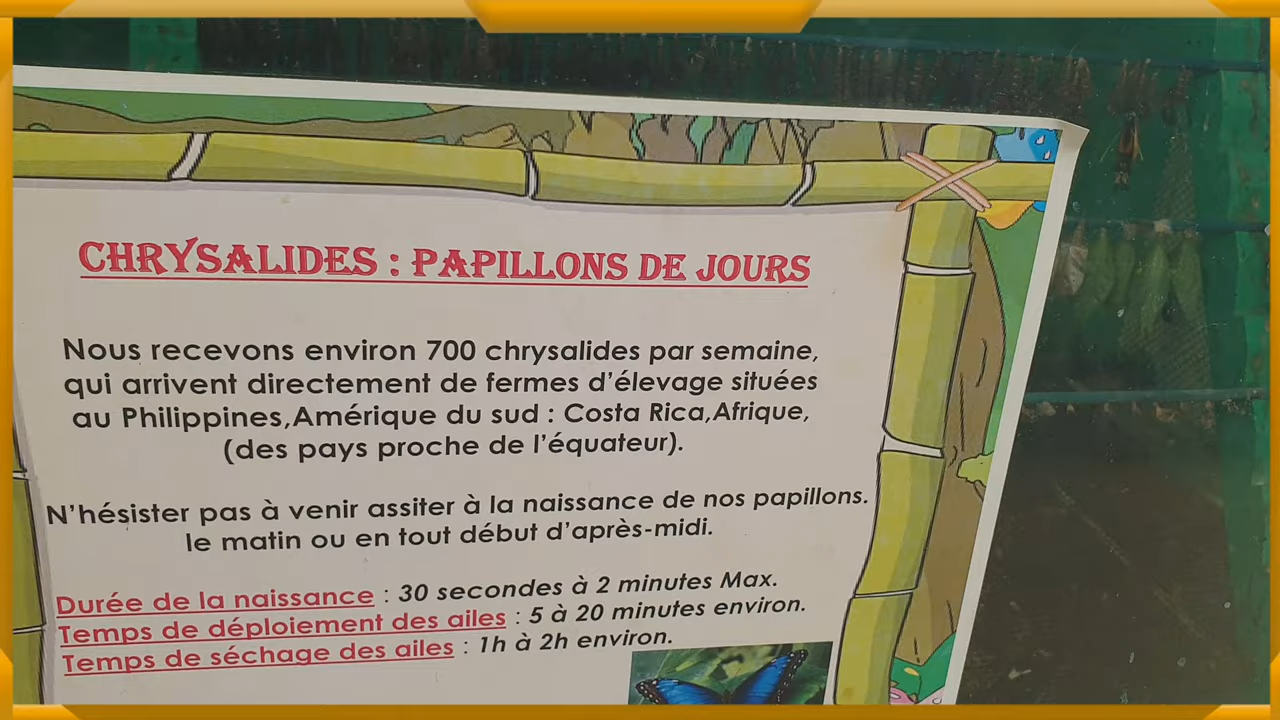 CHRYSALIDES : PAPILLONS DE JOURS
Nous recevons environ 700 chrysalides par semaine,
qui arrivent directement de fermes d'élevage situées
au Philippines,Amérique du sud : Costa Rica,Afrique,
(des pays proche de l'équateur).
N'hésister pas à venir assiter à la naissance de nos papillons.
le matin ou en tout début d'après-midi.
Durée de la naissance : 30 secondes à 2 minutes Max.
Temps de déploiement des ailes : 5 à 20 minutes environ.
Temps de séchage des ailes : 1h à 2h environ.